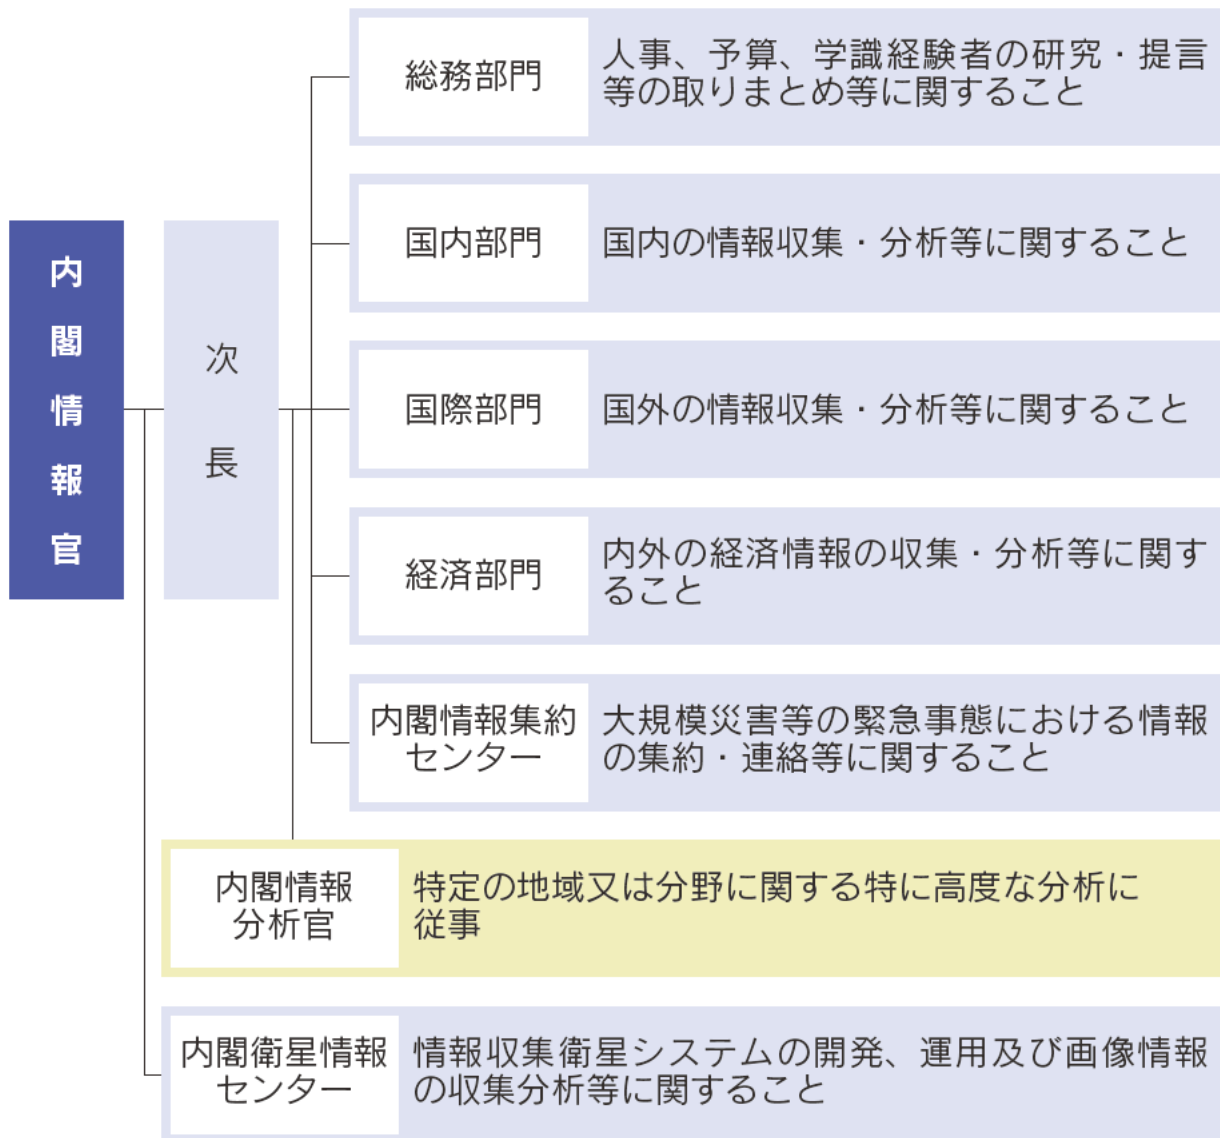 内閣情報官
次長
総務部門
人事、予算、学識経験者の研究・提言
等の取りまとめ等に関すること
国内部門
国内の情報収集・分析等に関すること
国際部門
国外の情報収集・分析等に関すること
経済部門
内外の経済情報の収集・分析等に関す
ること
内閣情報集約
センター
大規模災害等の緊急事態における情報
の集約・連絡等に関すること
内閣情報
分析官
特定の地域又は分野に関する特に高度な分析に
従事
内閣衛星情報
センター
情報収集衛星システムの開発、運用及び画像情報
の収集分析等に関すること